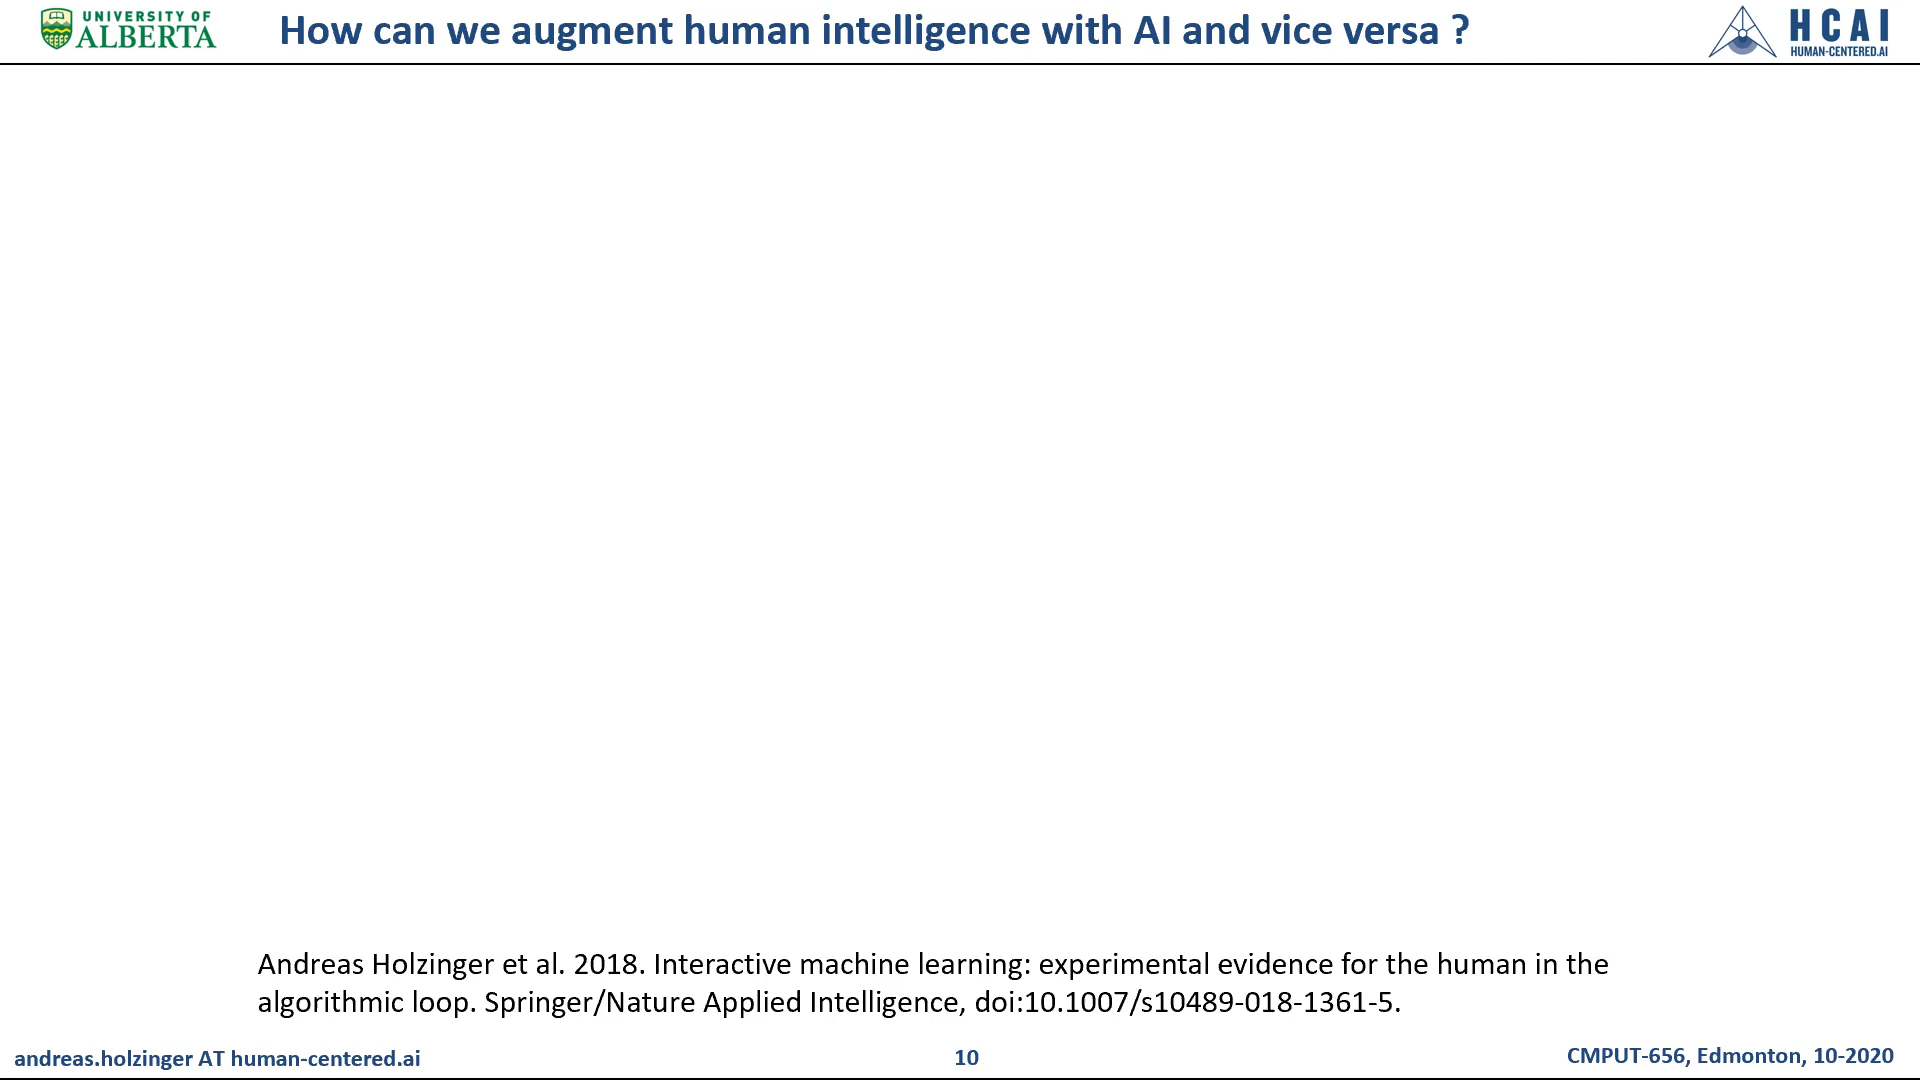 UNIVERSITY OF
ALBERTA
How can we augment human intelligence with AI and vice versa ?
HCAI
HUMAN-CENTERED.AI
Andreas Holzinger et al. 2018. Interactive machine learning: experimental evidence for the human in the
algorithmic loop. Springer/Nature Applied Intelligence, doi:10.1007/s10489-018-1361-5.
andreas.holzinger AT human-centered.ai
10
CMPUT-656, Edmonton, 10-2020